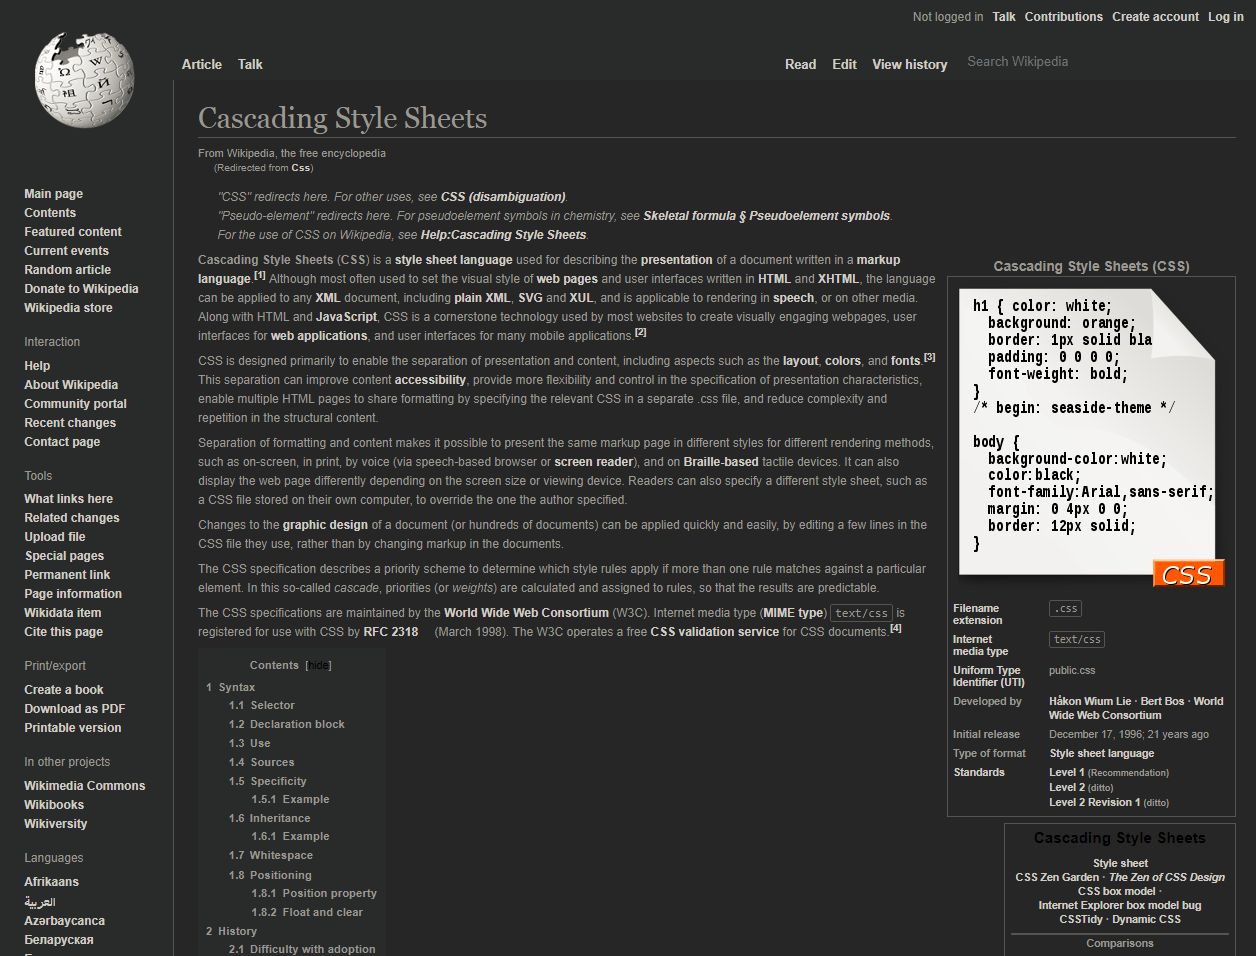 Not logged in Talk Contributions Create account Log in
Article Talk Read Edit View history Search Wikipedia
Cascading Style Sheets
From Wikipedia, the free encyclopedia
(Redirected from Css)
"CSS" redirects here. For other uses, see CSS (disambiguation).
"Pseudo-element" redirects here. For pseudoelement symbols in chemistry, see Skeletal formula § Pseudoelement symbols.
For the use of CSS on Wikipedia, see Help:Cascading Style Sheets.
Cascading Style Sheets (CSS) is a style sheet language used for describing the presentation of a document written in a markup
language.[1] Although most often used to set the visual style of web pages and user interfaces written in HTML and XHTML, the language
can be applied to any XML document, including plain XML, SVG and XUL, and is applicable to rendering in speech, or on other media.
Along with HTML and JavaScript, CSS is a cornerstone technology used by most websites to create visually engaging webpages, user
interfaces for web applications, and user interfaces for many mobile applications.[2]
CSS is designed primarily to enable the separation of presentation and content, including aspects such as the layout, colors, and fonts.[3]
This separation can improve content accessibility, provide more flexibility and control in the specification of presentation characteristics,
enable multiple HTML pages to share formatting by specifying the relevant CSS in a separate .css file, and reduce complexity and
repetition in the structural content.
Separation of formatting and content makes it possible to present the same markup page in different styles for different rendering methods,
such as on-screen, in print, by voice (via speech-based browser or screen reader), and on Braille-based tactile devices. It can also
display the web page differently depending on the screen size or viewing device. Readers can also specify a different style sheet, such as
a CSS file stored on their own computer, to override the one the author specified.
Changes to the graphic design of a document (or hundreds of documents) can be applied quickly and easily, by editing a few lines in the
CSS file they use, rather than by changing markup in the documents.
The CSS specification describes a priority scheme to determine which style rules apply if more than one rule matches against a particular
element. In this so-called cascade, priorities (or weights) are calculated and assigned to rules, so that the results are predictable.
The CSS specifications are maintained by the World Wide Web Consortium (W3C). Internet media type (MIME type) text/css is
registered for use with CSS by RFC 2318 (March 1998). The W3C operates a free CSS validation service for CSS documents.[4]
Contents [hide]
1 Syntax
1.1 Selector
1.2 Declaration block
1.3 Use
1.4 Sources
1.5 Specificity
1.5.1 Example
1.6 Inheritance
1.6.1 Example
1.7 Whitespace
1.8 Positioning
1.8.1 Position property
1.8.2 Float and clear
2 History
2.1 Difficulty with adoption
Cascading Style Sheets (CSS)
h1 { color: white;
background: orange;
border: 1px solid bla
padding: 0 0 0 0;
font-weight: bold;
}
/* begin: seaside-theme */
body {
background-color:white;
color:black;
font-family:Arial,sans-serif;
margin: 0 4px 0 0;
border: 12px solid;
}
CSS
Filename extension .css
Internet media type text/css
Uniform Type Identifier (UTI) public.css
Developed by Håkon Wium Lie · Bert Bos · World
Wide Web Consortium
Initial release December 17, 1996; 21 years ago
Type of format Style sheet language
Standards Level 1 (Recommendation)
Level 2 (ditto)
Level 2 Revision 1 (ditto)
Cascading Style Sheets
Style sheet
CSS Zen Garden · The Zen of CSS Design
CSS box model ·
Internet Explorer box model bug
CSSTidy · Dynamic CSS
Comparisons
Main page
Contents
Featured content
Current events
Random article
Donate to Wikipedia
Wikipedia store
Interaction
Help
About Wikipedia
Community portal
Recent changes
Contact page
Tools
What links here
Related changes
Upload file
Special pages
Permanent link
Page information
Wikidata item
Cite this page
Print/export
Create a book
Download as PDF
Printable version
In other projects
Wikimedia Commons
Wikibooks
Wikiversity
Languages
Afrikaans
العربية
Azərbaycanca
Беларуская